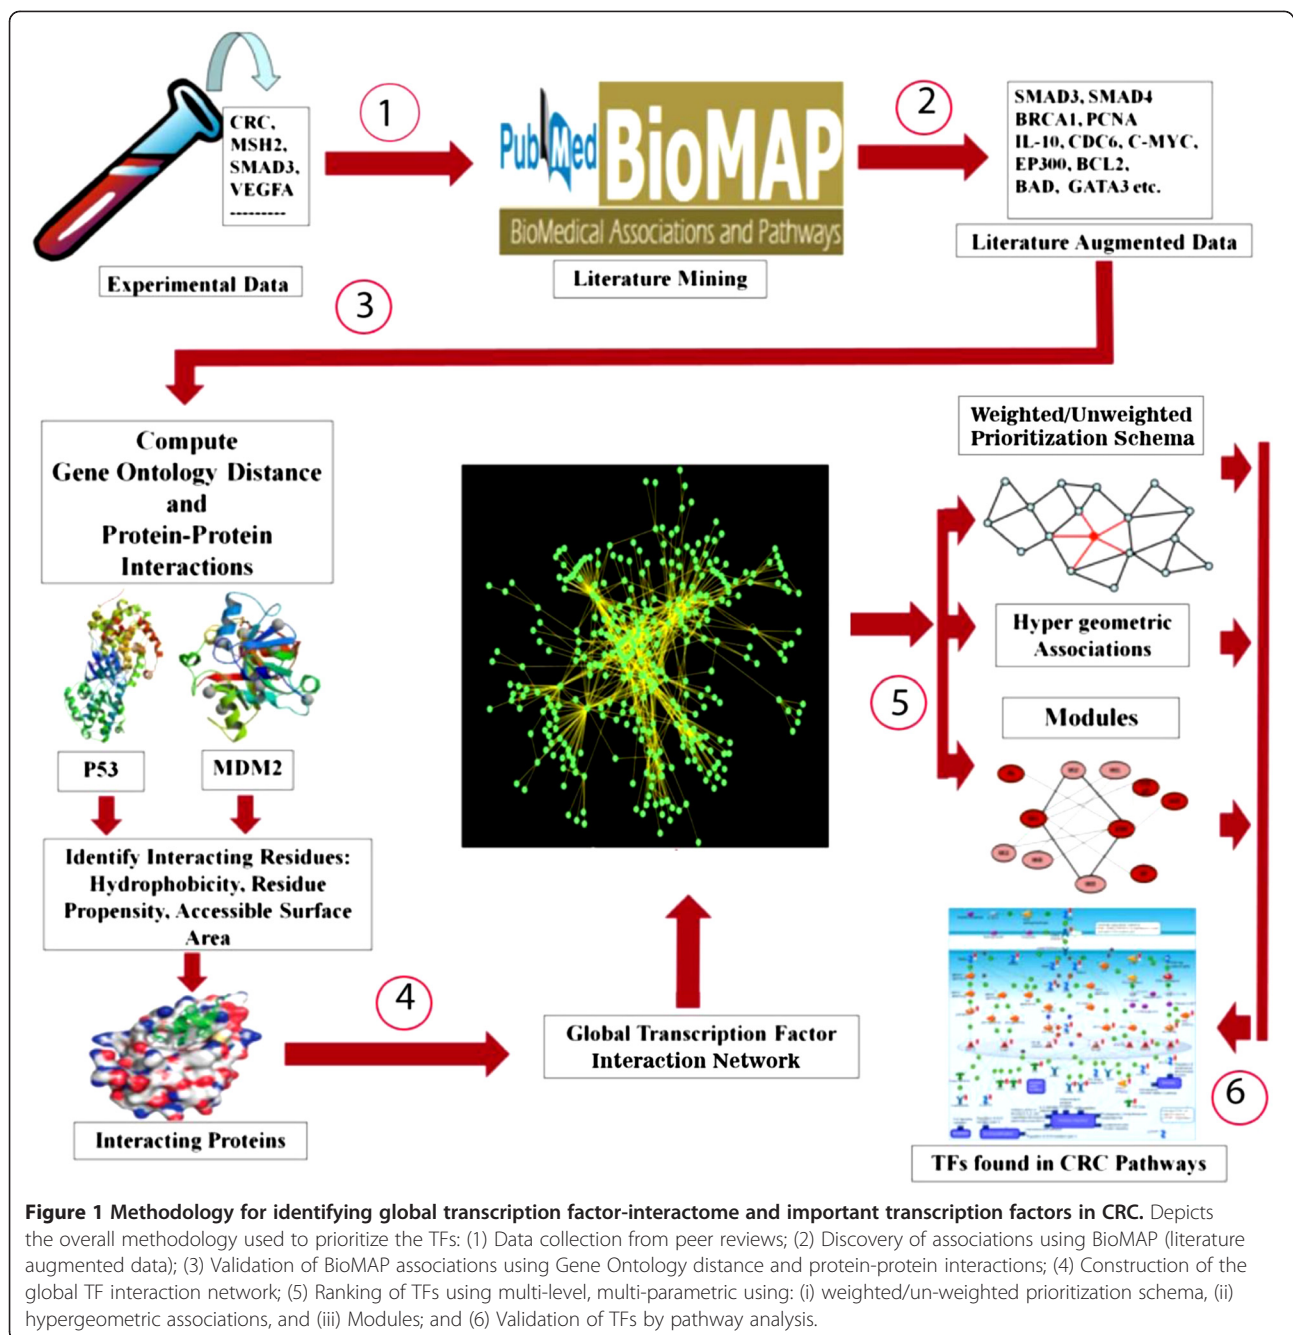 CRC,
MSH2,
SMAD3,
VEGFA
---------
Experimental Data
1
PubMed
BioMAP
BioMedical Associations and Pathways
Literature Mining
2
SMAD3, SMAD4
BRCA1, PCNA
IL-10, CDC6, C-MYC,
EP300, BCL2,
BAD, GATA3 etc.
Literature Augmented Data
3
Compute
Gene Ontology Distance
and
Protein-Protein
Interactions
P53
MDM2
Identify Interacting Residues:
Hydrophobicity, Residue
Propensity, Accessible Surface
Area
Interacting Proteins
4
Global Transcription Factor
Interaction Network
5
Weighted/Unweighted
Prioritization Schema
Hyper geometric
Associations
Modules
6
TFs found in CRC Pathways
Figure 1 Methodology for identifying global transcription factor-interactome and important transcription factors in CRC. Depicts
the overall methodology used to prioritize the TFs: (1) Data collection from peer reviews; (2) Discovery of associations using BioMAP (literature
augmented data); (3) Validation of BioMAP associations using Gene Ontology distance and protein-protein interactions; (4) Construction of the
global TF interaction network; (5) Ranking of TFs using multi-level, multi-parametric using: (i) weighted/un-weighted prioritization schema, (ii)
hypergeometric associations, and (iii) Modules; and (6) Validation of TFs by pathway analysis.